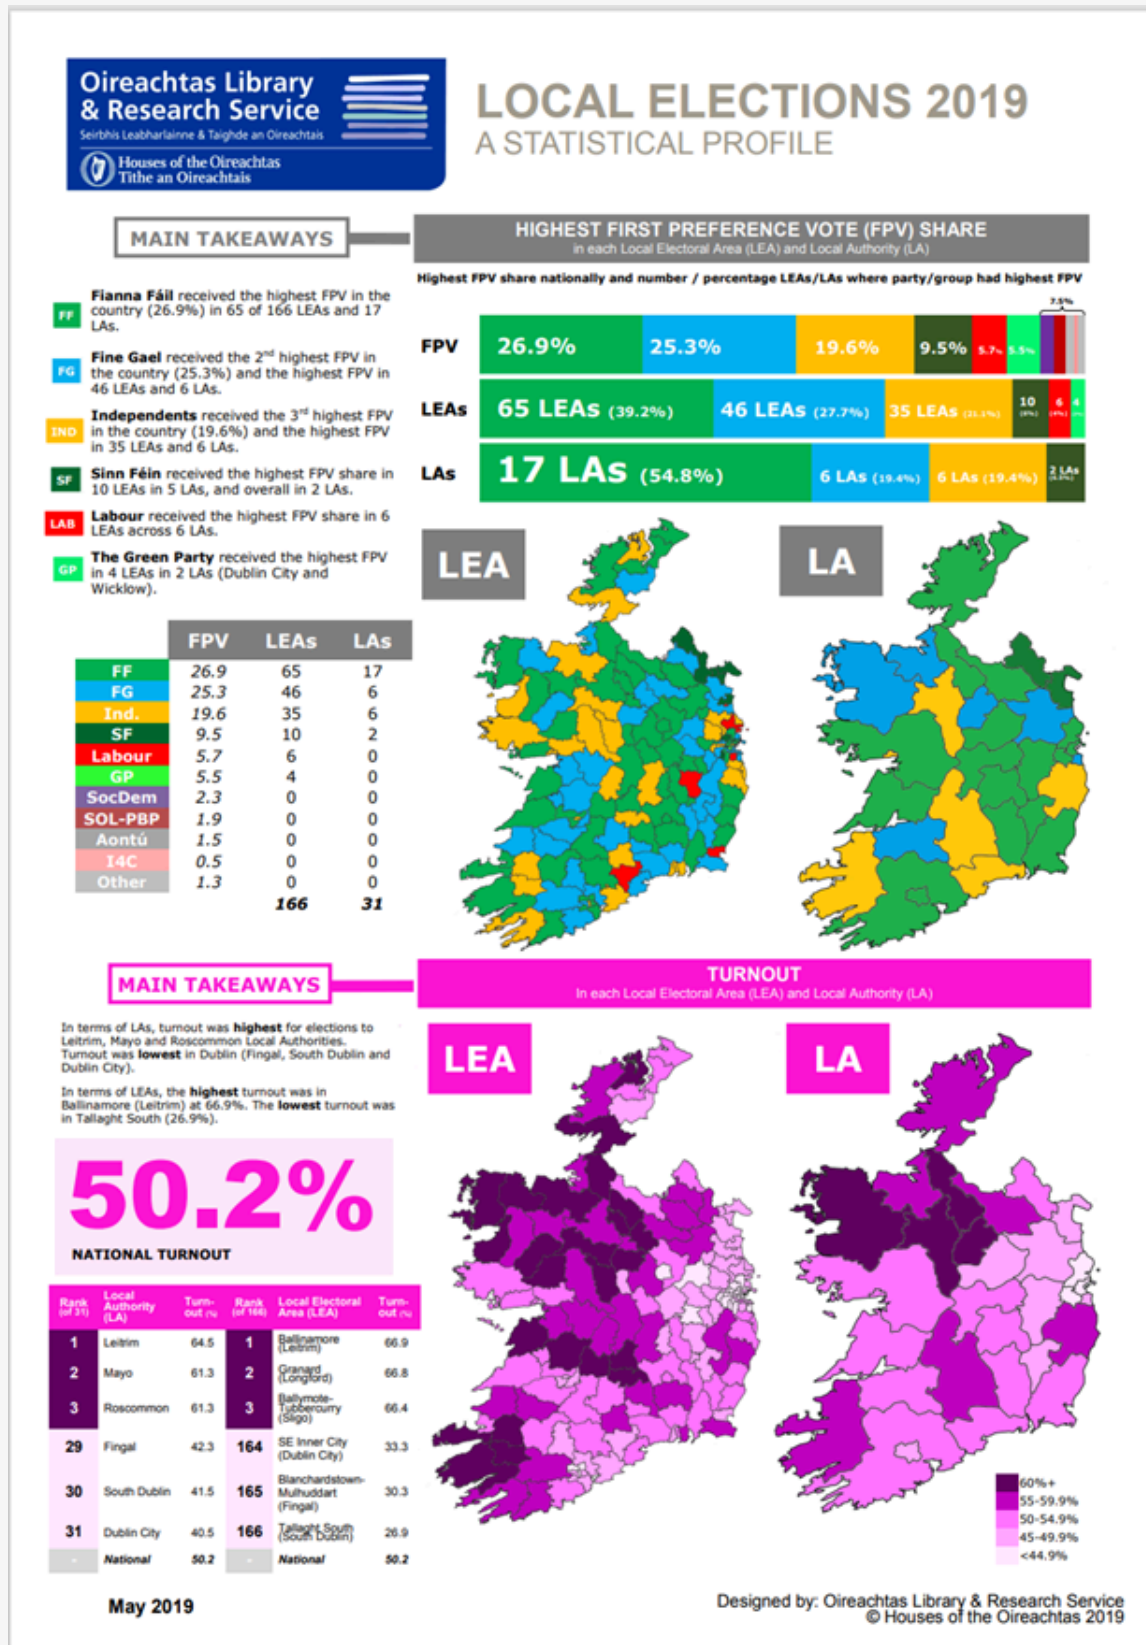 Oireachtas Library
& Research Service
Seirbhís Leabharlainne & Taighde an Oireachtais
Houses of the Oireachtas
Tithe an Oireachtais
LOCAL ELECTIONS 2019
A STATISTICAL PROFILE
MAIN TAKEAWAYS
FF
Fianna Fáil received the highest FPV in the
country (26.9%) in 65 of 166 LEAs and 17
LAs.
FG
Fine Gael received the 2nd highest FPV in
the country (25.3%) and the highest FPV in
46 LEAs and 6 LAs.
IND
Independents received the 3rd highest FPV
in the country (19.6%) and the highest FPV
in 35 LEAs and 6 LAs.
SF
Sinn Féin received the highest FPV share in
10 LEAs in 5 LAs, and overall in 2 LAs.
LAB
Labour received the highest FPV share in 6
LEAs across 6 LAs.
GP
The Green Party received the highest FPV
in 4 LEAs in 2 LAs (Dublin City and
Wicklow).
HIGHEST FIRST PREFERENCE VOTE (FPV) SHARE
in each Local Electoral Area (LEA) and Local Authority (LA)
Highest FPV share nationally and number / percentage LEAs/LAs where party/group had highest FPV
7.5%
FPV 26.9% 25.3% 19.6% 9.5% 5.7% 5.5%
LEAs 65 LEAs (39.2%) 46 LEAs (27.7%) 35 LEAs (21.1%) 10 (6%) 6 (4%) 4
LAs 17 LAs (54.8%) 6 LAs (19.4%) 6 LAs (19.4%) 2 LAs
LEA
LA
FPV LEAs LAs
FF 26.9 65 17
FG 25.3 46 6
Ind. 19.6 35 6
SF 9.5 10 2
Labour 5.7 6 0
GP 5.5 4 0
SocDem 2.3 0 0
SOL-PBP 1.9 0 0
Aontú 1.5 0 0
I4C 0.5 0 0
Other 1.3 0 0
166 31
MAIN TAKEAWAYS
In terms of LAs, turnout was highest for elections to
Leitrim, Mayo and Roscommon Local Authorities.
Turnout was lowest in Dublin (Fingal, South Dublin and
Dublin City).
In terms of LEAs, the highest turnout was in
Ballinamore (Leitrim) at 66.9%. The lowest turnout was
in Tallaght South (26.9%).
50.2%
NATIONAL TURNOUT
TURNOUT
In each Local Electoral Area (LEA) and Local Authority (LA)
LEA
LA
Rank (of 31) Local Authority (LA) Turn-out (%) Rank (of 166) Local Electoral Area (LEA) Turn-out (%)
1 Leitrim 64.5 1 Ballinamore (Leitrim) 66.9
2 Mayo 61.3 2 Granard (Longford) 66.8
3 Roscommon 61.3 3 Ballymote-Tubbercurry (Sligo) 66.4
29 Fingal 42.3 164 SE Inner City (Dublin City) 33.3
30 South Dublin 41.5 165 Blanchardstown-Mulhuddart (Fingal) 30.3
31 Dublin City 40.5 166 Tallaght South (South Dublin) 26.9
- National 50.2 - National 50.2
60%+
55-59.9%
50-54.9%
45-49.9%
<44.9%
May 2019
Designed by: Oireachtas Library & Research Service
© Houses of the Oireachtas 2019